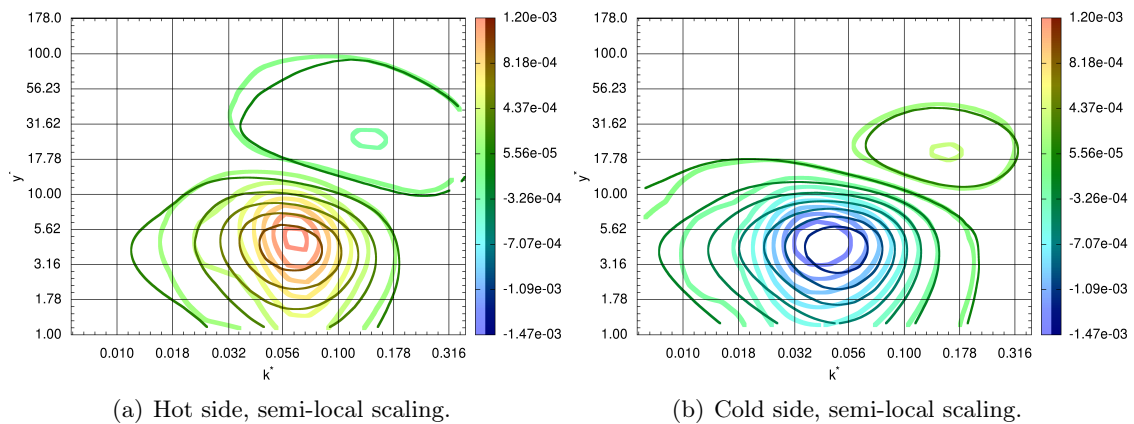 178.0
100.0
56.23
31.62
17.78
10.00
5.62
3.16
1.78
1.00
y*
0.010 0.018 0.032 0.056 0.100 0.178 0.316
k*
1.20e-03
8.18e-04
4.37e-04
5.56e-05
-3.26e-04
-7.07e-04
-1.09e-03
-1.47e-03
(a) Hot side, semi-local scaling.
178.0
100.0
56.23
31.62
17.78
10.00
5.62
3.16
1.78
1.00
y*
0.010 0.018 0.032 0.056 0.100 0.178 0.316
k*
1.20e-03
8.18e-04
4.37e-04
5.56e-05
-3.26e-04
-7.07e-04
-1.09e-03
-1.47e-03
(b) Cold side, semi-local scaling.